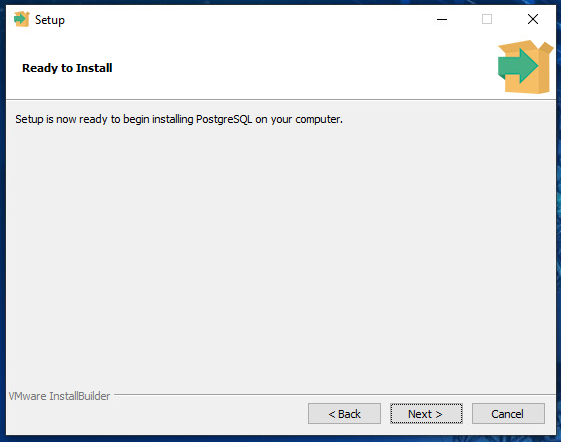 Setup
Ready to Install
Setup is now ready to begin installing PostgreSQL on your computer.
VMware InstallBuilder
< Back
Next >
Cancel